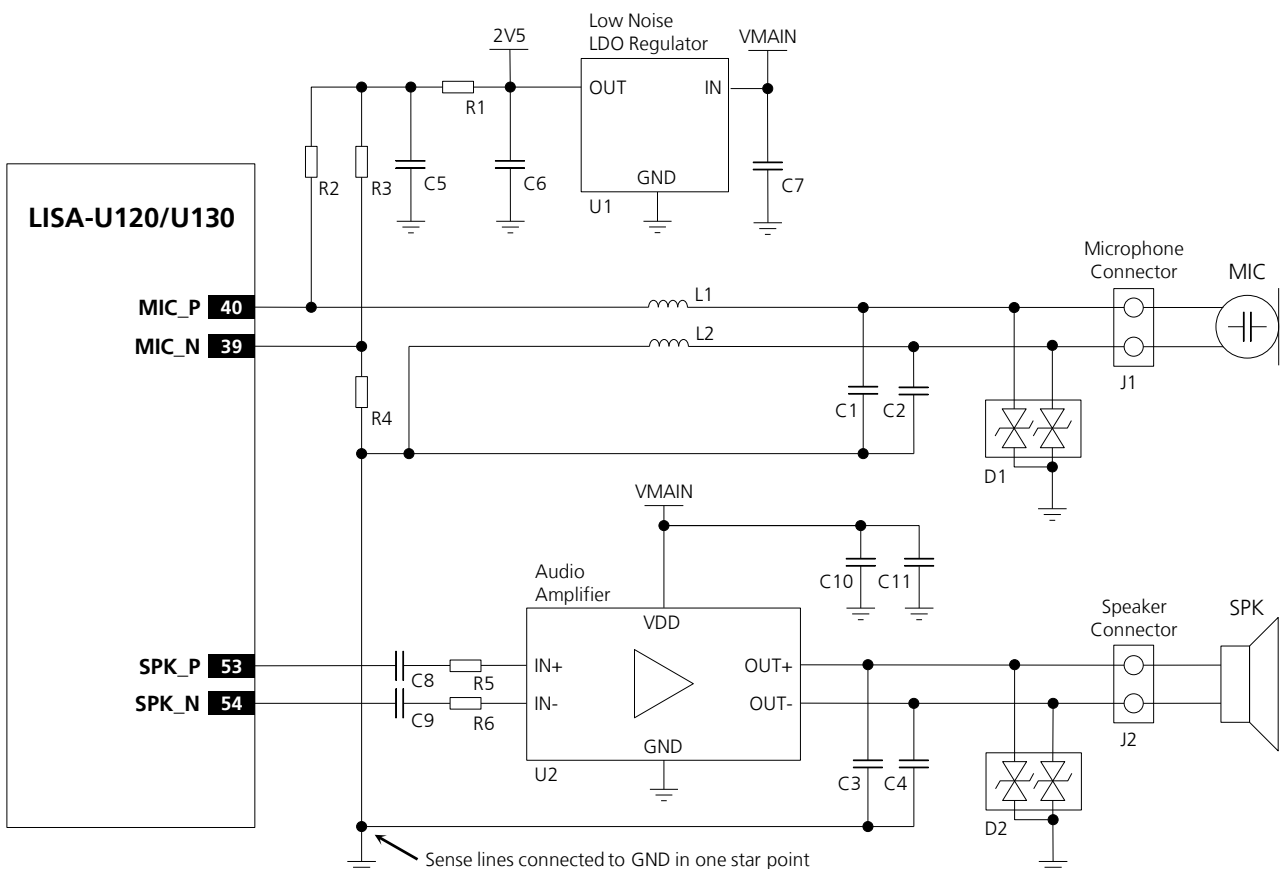 Low Noise
LDO Regulator
2V5
VMAIN
OUT
IN
R1
R2
R3
C5
C6
GND
C7
U1
LISA-U120/U130
Microphone
Connector
MIC
MIC_P 40
L1
MIC_N 39
L2
J1
R4
C1
C2
D1
VMAIN
C10
C11
Audio
Amplifier
VDD
Speaker
Connector
SPK
SPK_P 53
C8
R5
IN+
OUT+
SPK_N 54
C9
R6
IN-
OUT-
GND
J2
U2
C3
C4
D2
Sense lines connected to GND in one star point